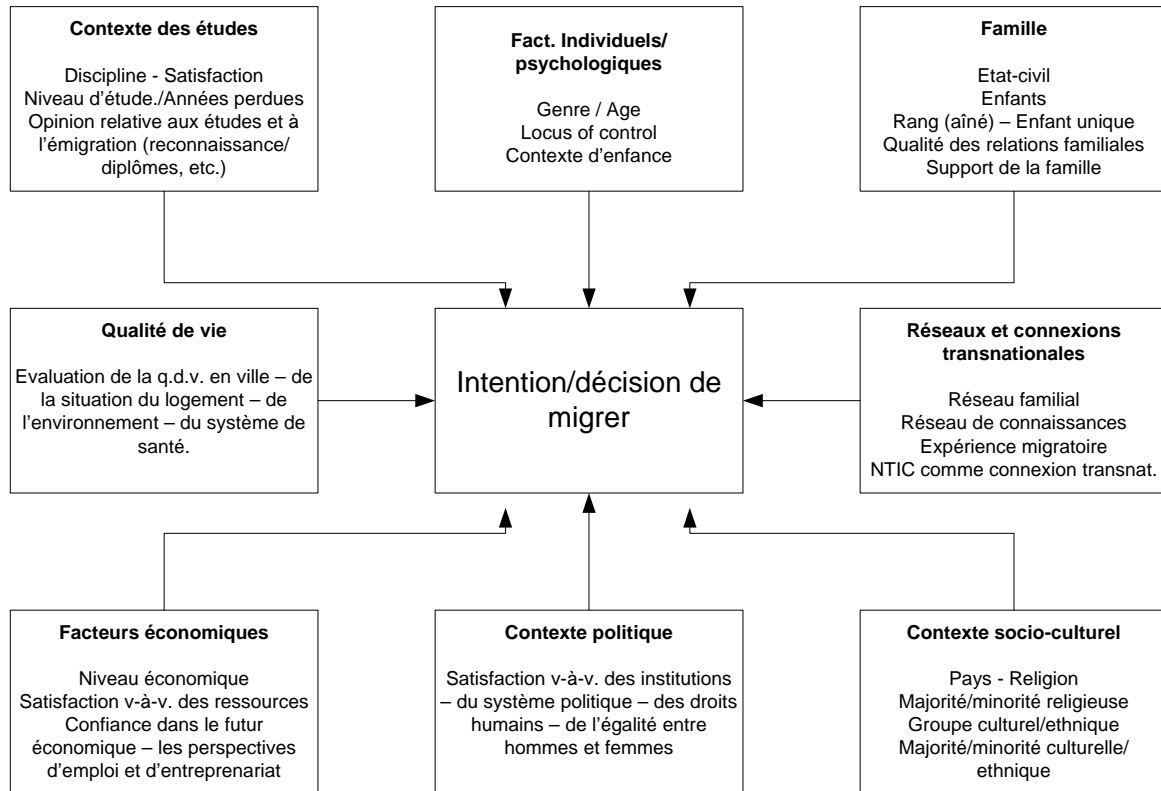 Contexte des études
Discipline - Satisfaction
Niveau d'étude./Années perdues
Opinion relative aux études et à
l'émigration (reconnaissance/
diplômes, etc.)
Fact. Individuels/
psychologiques
Genre / Age
Locus of control
Contexte d'enfance
Famille
Etat-civil
Enfants
Rang (aîné) – Enfant unique
Qualité des relations familiales
Support de la famille
Qualité de vie
Evaluation de la q.d.v. en ville – de
la situation du logement – de
l'environnement – du système de
santé.
Intention/décision de
migrer
Réseaux et connexions
transnationales
Réseau familial
Réseau de connaissances
Expérience migratoire
NTIC comme connexion transnat.
Facteurs économiques
Niveau économique
Satisfaction v-à-v. des ressources
Confiance dans le futur
économique – les perspectives
d'emploi et d'entreprenariat
Contexte politique
Satisfaction v-à-v. des institutions
– du système politique – des droits
humains – de l'égalité entre
hommes et femmes
Contexte socio-culturel
Pays - Religion
Majorité/minorité religieuse
Groupe culturel/ethnique
Majorité/minorité culturelle/
ethnique